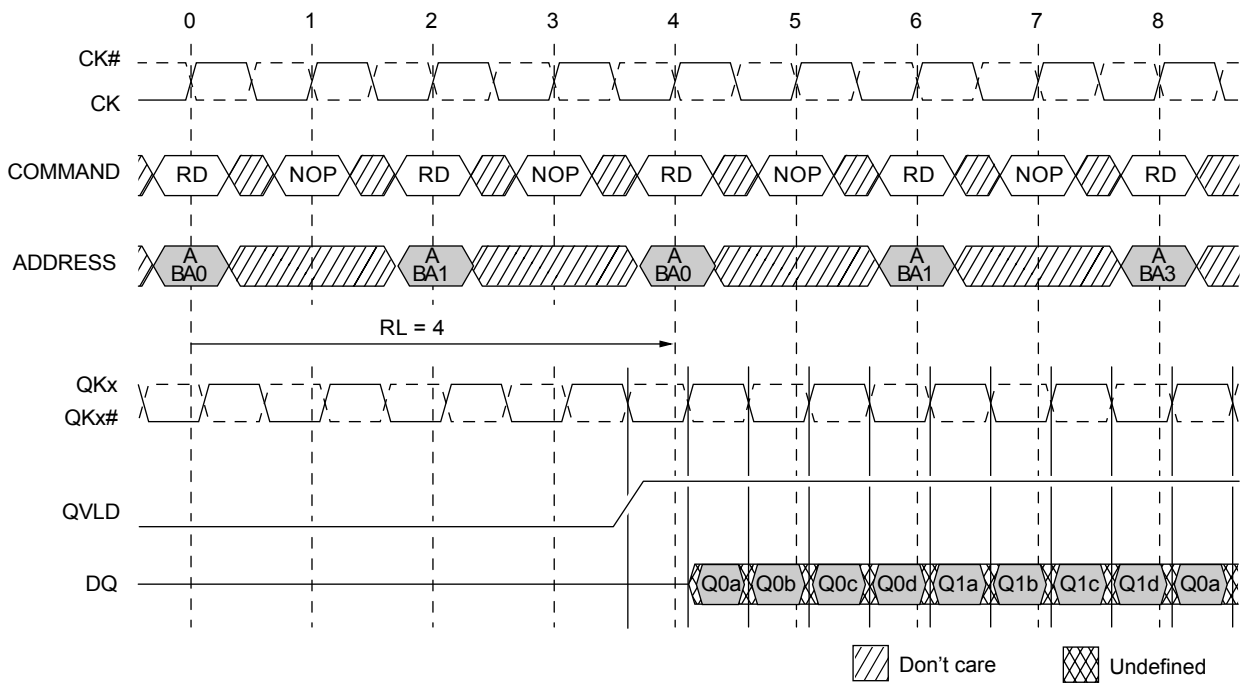 0 1 2 3 4 5 6 7 8
CK#
CK
COMMAND RD NOP RD NOP RD NOP RD NOP RD
ADDRESS A BA0 A BA1 A BA0 A BA1 A BA3
RL = 4
QKx
QKx#
QVLD
DQ Q0a Q0b Q0c Q0d Q1a Q1b Q1c Q1d Q0a
Don't care Undefined